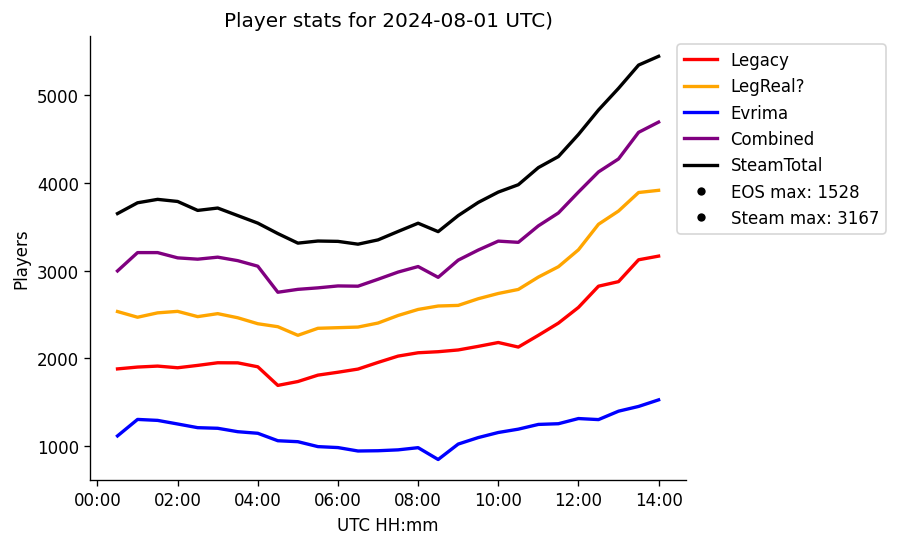 Player stats for 2024-08-01 UTC)
Legacy
LegReal?
Evrima
Combined
SteamTotal
EOS max: 1528
Steam max: 3167
Players
5000
4000
3000
2000
1000
00:00 02:00 04:00 06:00 08:00 10:00 12:00 14:00
UTC HH:mm